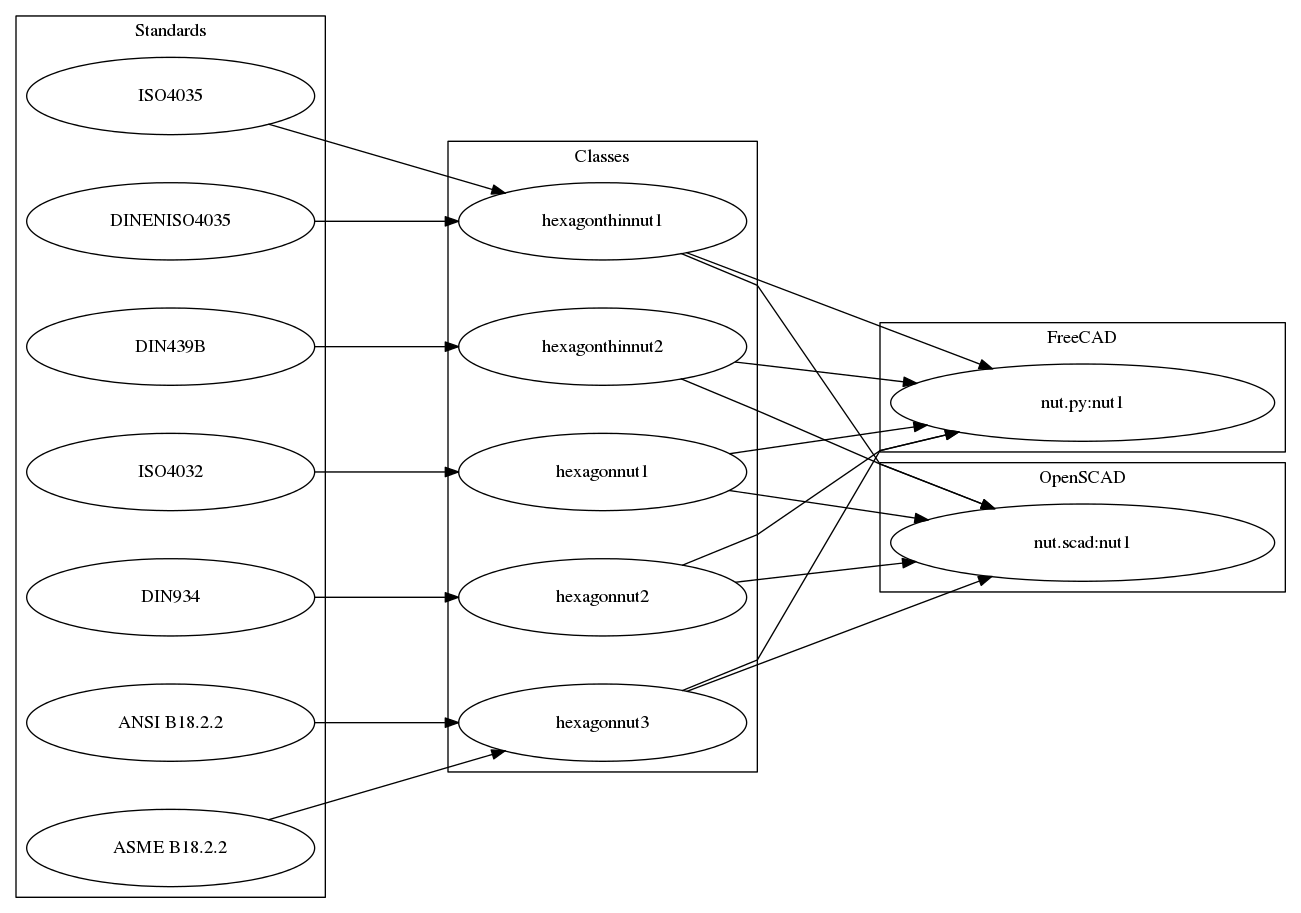 Standards
ISO4035
DINENISO4035
DIN439B
ISO4032
DIN934
ANSI B18.2.2
ASME B18.2.2
Classes
hexagonthinnut1
hexagonthinnut2
hexagonnut1
hexagonnut2
hexagonnut3
FreeCAD
nut.py:nut1
OpenSCAD
nut.scad:nut1